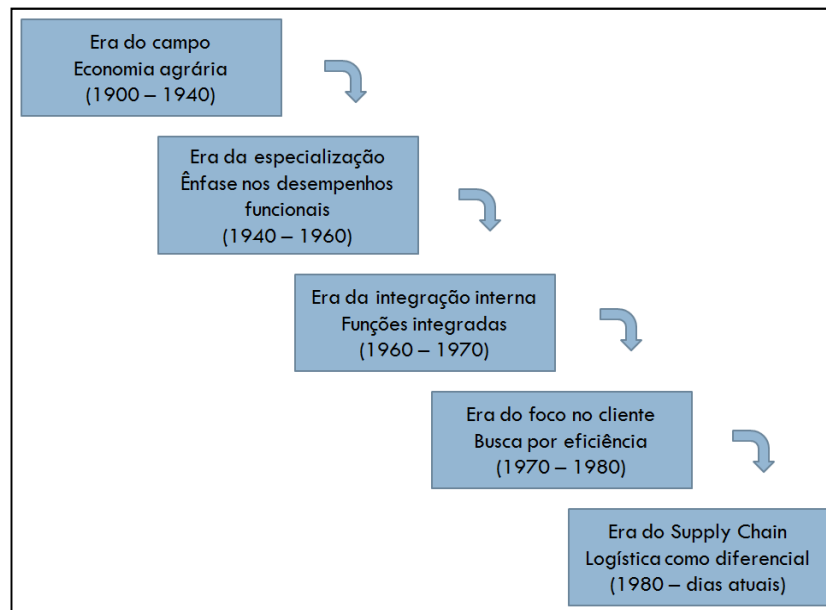 Era do campo
Economia agrária
(1900 – 1940)
Era da especialização
Ênfase nos desempenhos
funcionais
(1940 – 1960)
Era da integração interna
Funções integradas
(1960 – 1970)
Era do foco no cliente
Busca por eficiência
(1970 – 1980)
Era do Supply Chain
Logística como diferencial
(1980 – dias atuais)